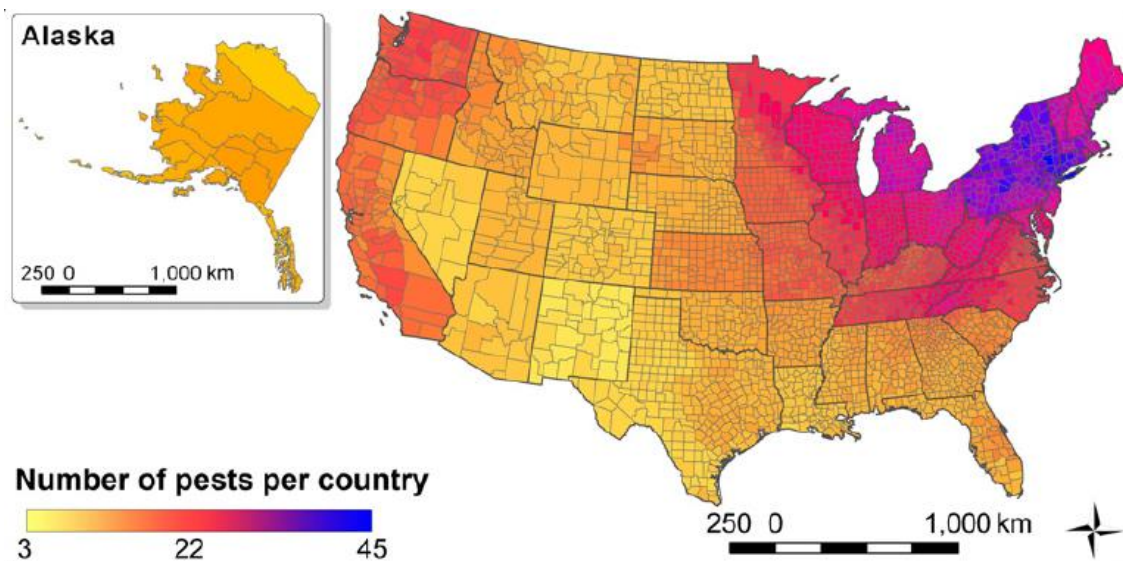 Alaska
250 0 1,000 km
Number of pests per country
3 22 45
250 0 1,000 km